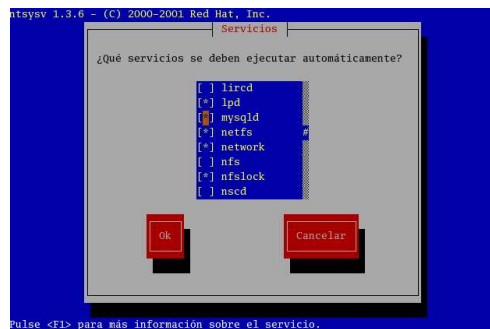 ntsysv 1.3.6 - (C) 2000-2001 Red Hat, Inc.
Servicios
¿Qué servicios se deben ejecutar automáticamente?
[ ] lircd
[*] lpd
[*] mysqld
[*] netfs #
[*] network
[ ] nfs
[*] nfslock
[ ] nscd
Ok Cancelar
Pulse <F1> para más información sobre el servicio.